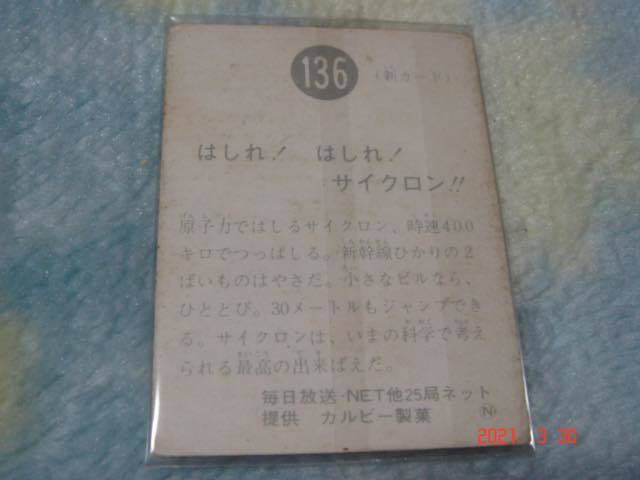 136
(新カード)
はしれ! はしれ!
サイクロン!!
原子力ではしるサイクロン、時速400
キロでつっぱしる。新幹線ひかりの2
ばいものはやさだ。小さなビルなら、
ひととび。30メートルもジャンプでき
る。サイクロンは、いまの科学で考え
られる最高の出来ばえだ。
毎日放送・NET他25局ネット
提供 カルビー製菓 Ⓝ
2021 3 30